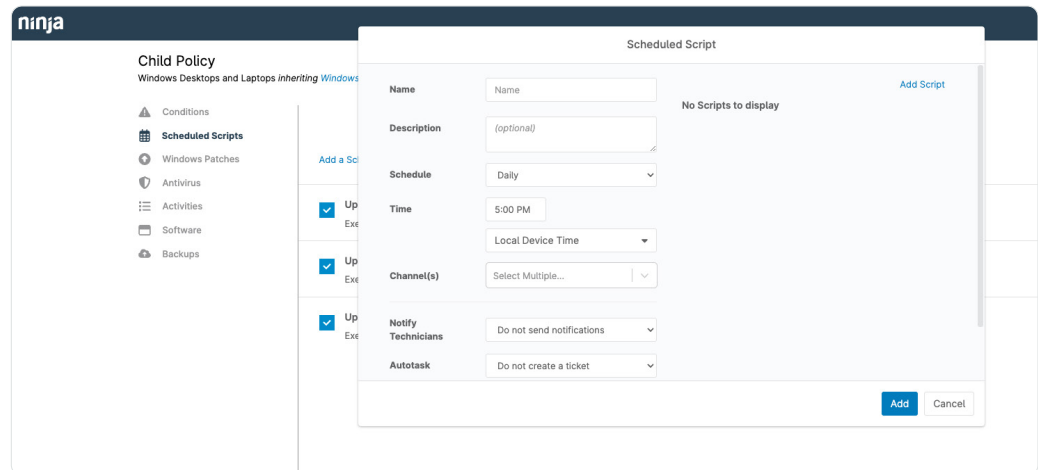 ninja
Child Policy
Windows Desktops and Laptops inheriting Windows
Conditions
Scheduled Scripts
Windows Patches
Antivirus
Activities
Software
Backups
Add a Sc
Up
Exe
Up
Exe
Up
Exe
Scheduled Script
Name
Name
Description
(optional)
Schedule
Daily
Time
5:00 PM
Local Device Time
Channel(s)
Select Multiple...
Notify
Technicians
Do not send notifications
Autotask
Do not create a ticket
Add Script
No Scripts to display
Add
Cancel